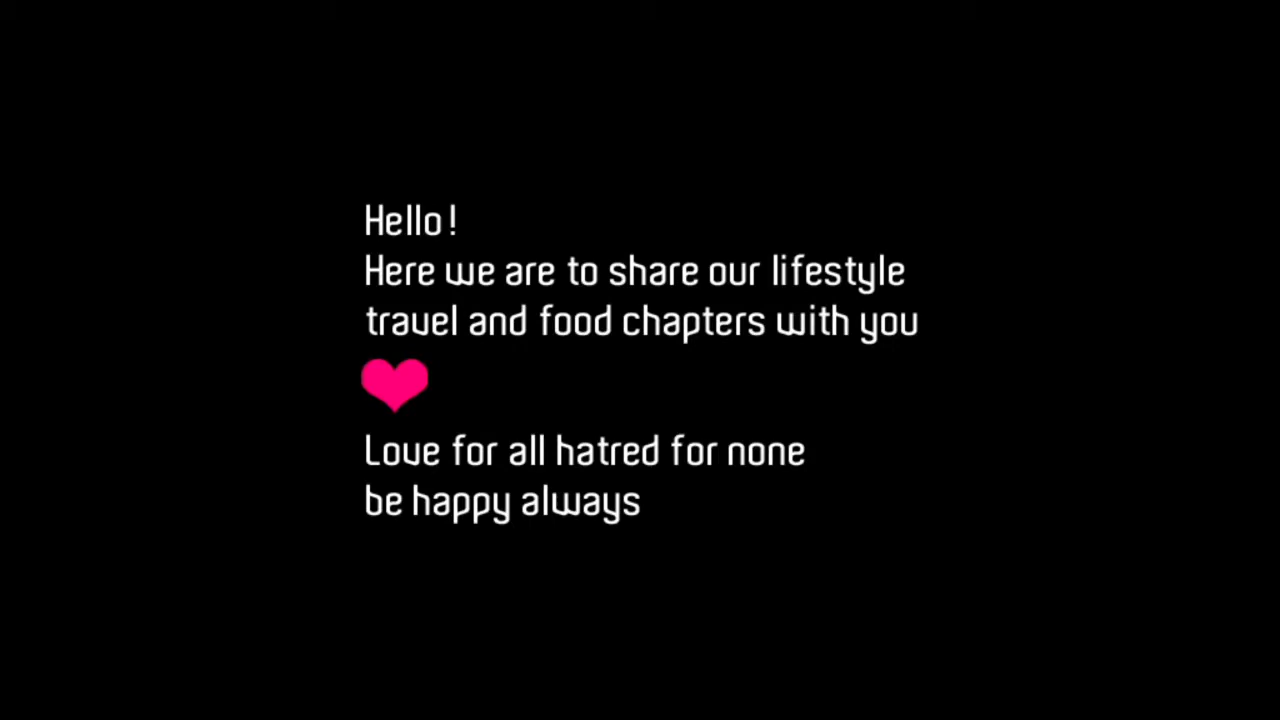 Hello!
Here we are to share our lifestyle
travel and food chapters with you
Love for all hatred for none
be happy always